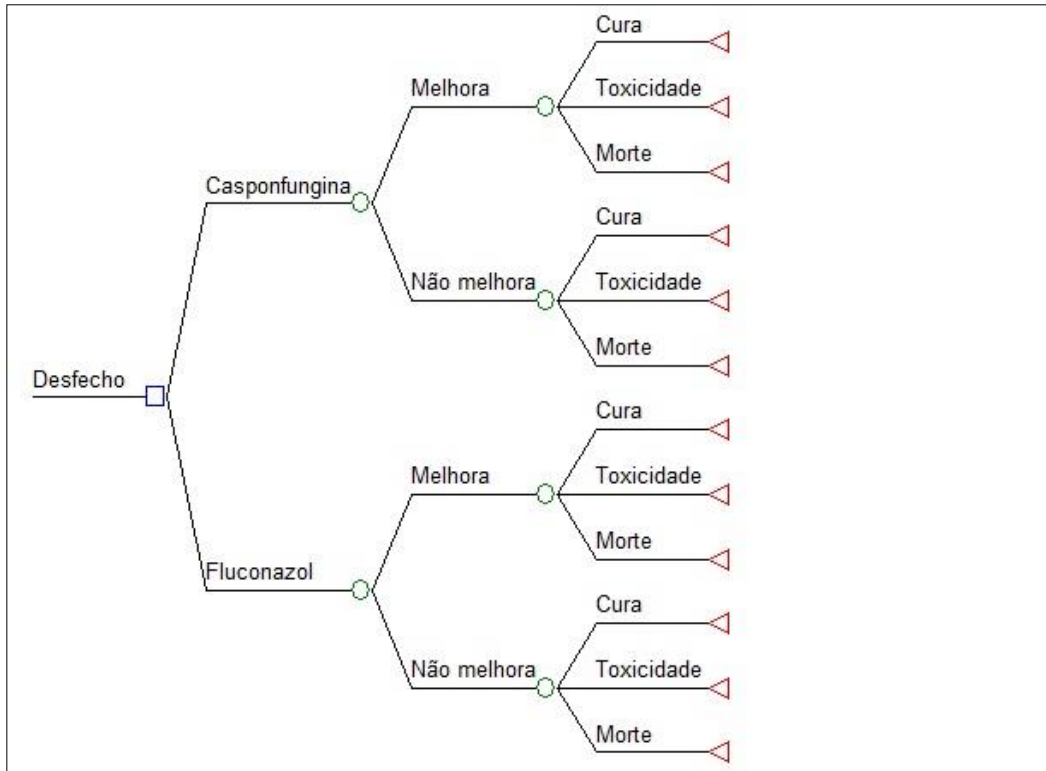 Cura
Melhora
Toxicidade
Morte
Casponfungina
Cura
Não melhora
Toxicidade
Morte
Desfecho
Cura
Melhora
Toxicidade
Morte
Fluconazol
Cura
Não melhora
Toxicidade
Morte